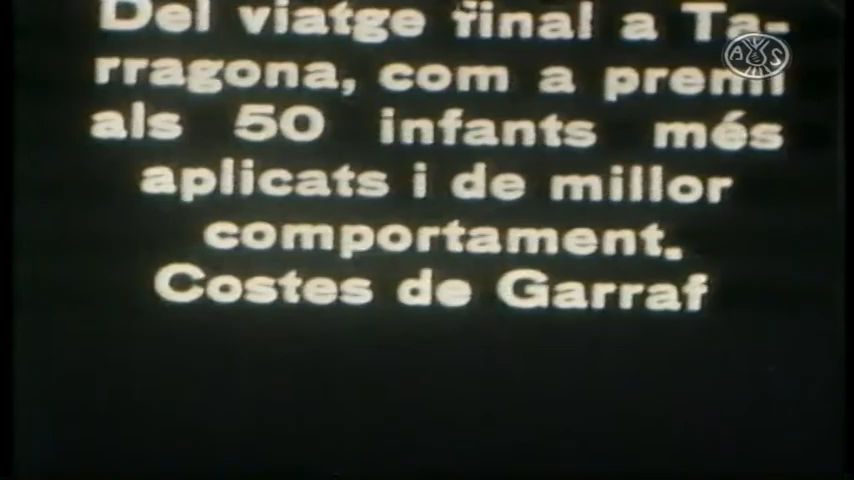 Del viatge final a Ta-
rragona, com a premi
als 50 infants més
aplicats i de millor
comportament.
Costes de Garraf
A S